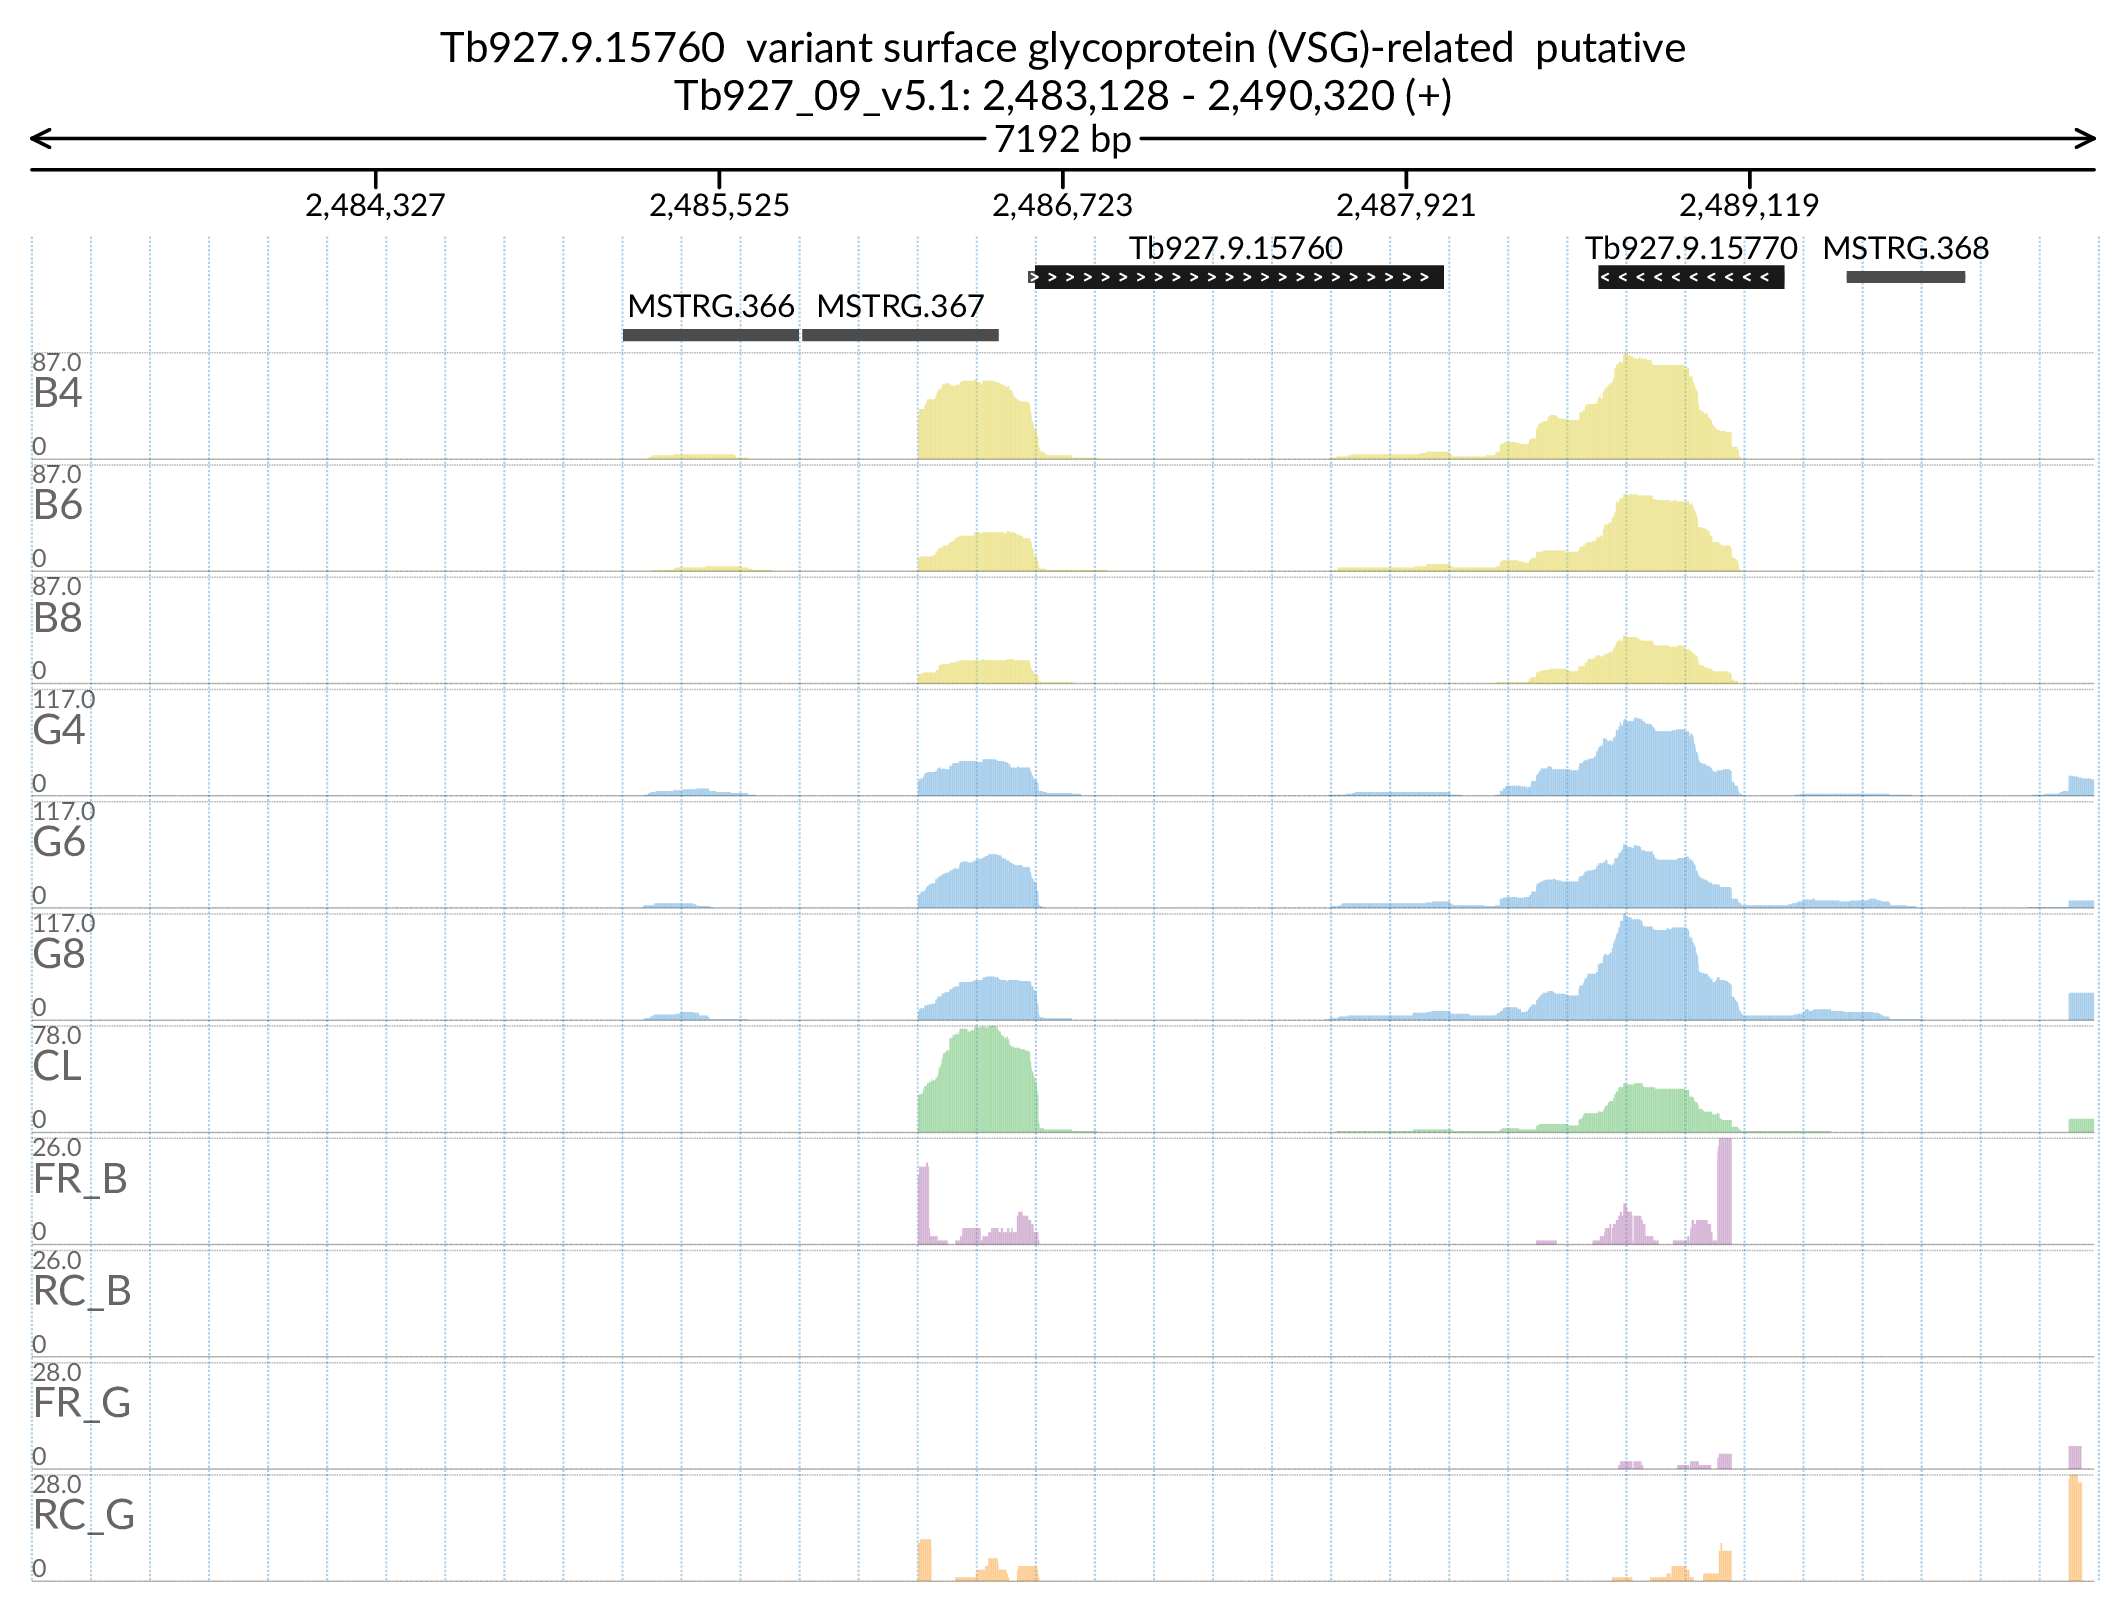 Tb927.9.15760  variant surface glycoprotein (VSG)-related  putative
Tb927_09_v5.1: 2,483,128 - 2,490,320 (+)
7192 bp
2,484,327 2,485,525 2,486,723 2,487,921 2,489,119
Tb927.9.15760 Tb927.9.15770 MSTRG.368
MSTRG.366 MSTRG.367
87.0
B4
0
87.0
B6
0
87.0
B8
0
117.0
G4
0
117.0
G6
0
117.0
G8
0
78.0
CL
0
26.0
FR_B
0
26.0
RC_B
0
28.0
FR_G
0
28.0
RC_G
0